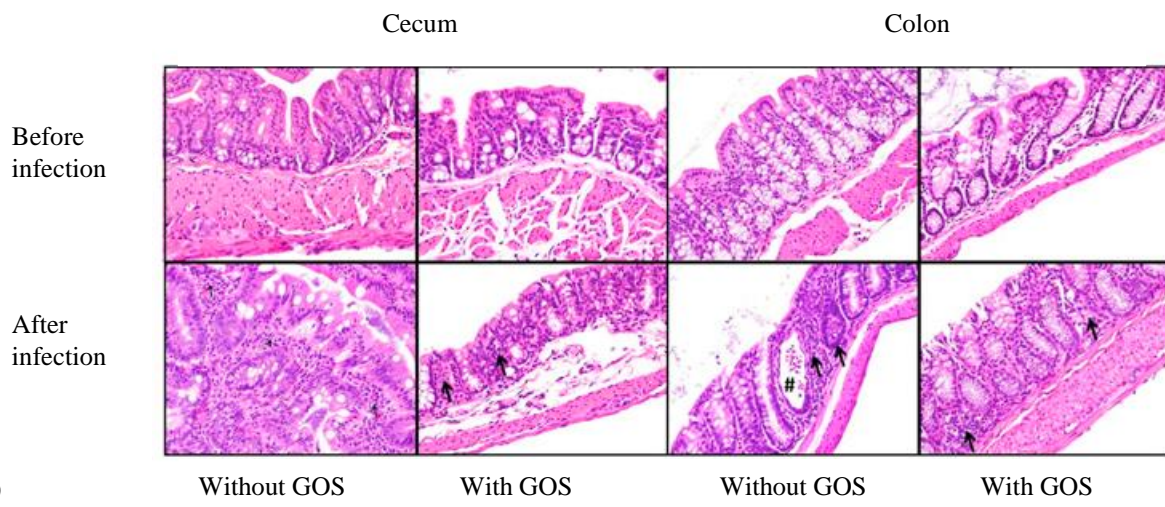 Cecum Colon
Before
infection
After
infection
#
)
Without GOS With GOS Without GOS With GOS